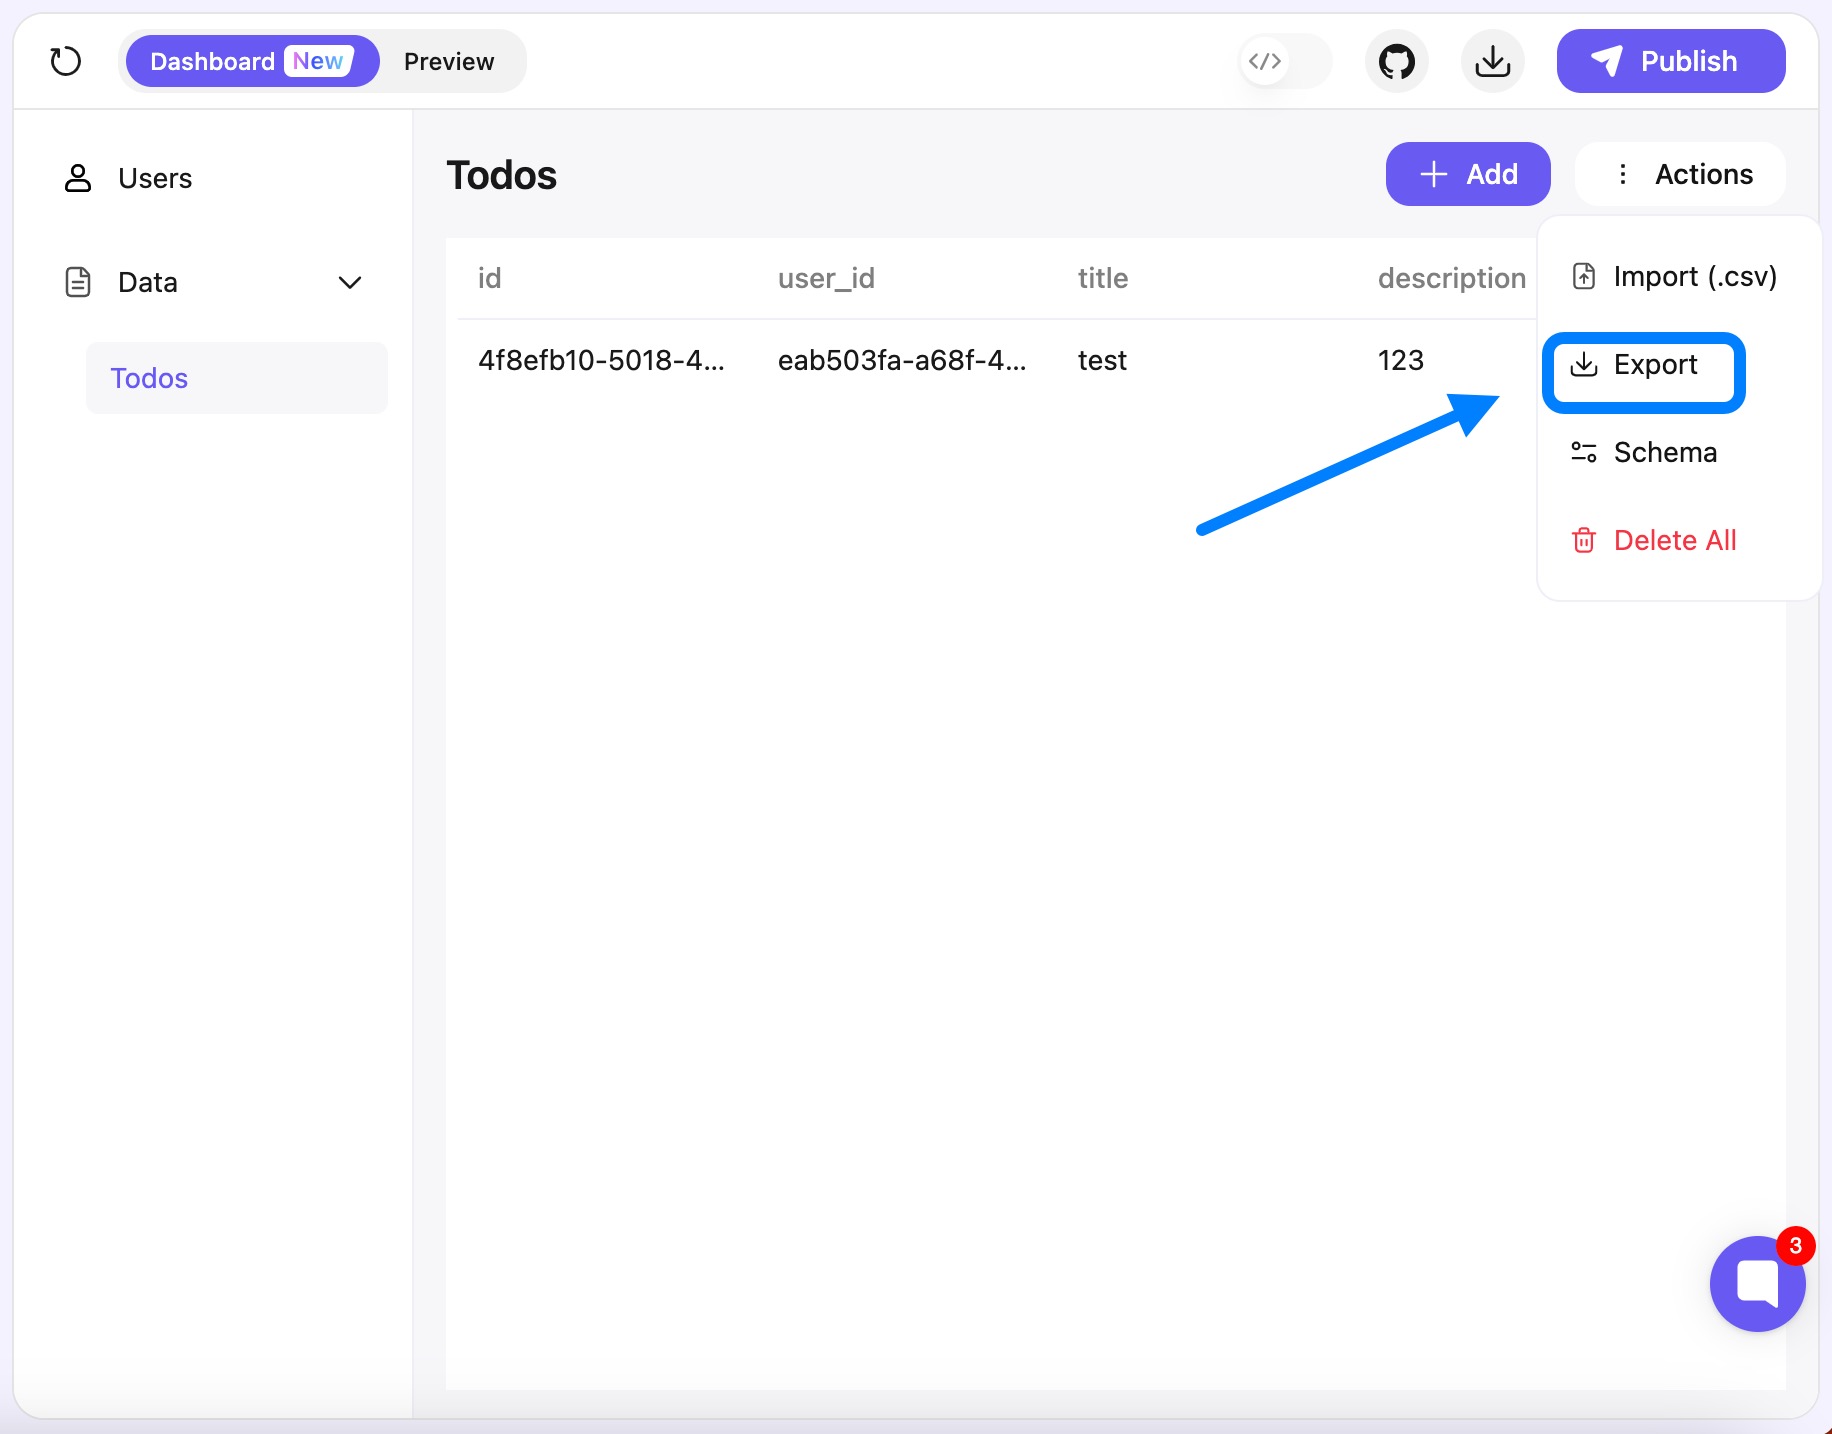 Dashboard New Preview
Publish
Users
Data
Todos
Todos
Add
Actions
id user_id title description
4f8efb10-5018-4... eab503fa-a68f-4... test 123
Import (.csv)
Export
Schema
Delete All
3